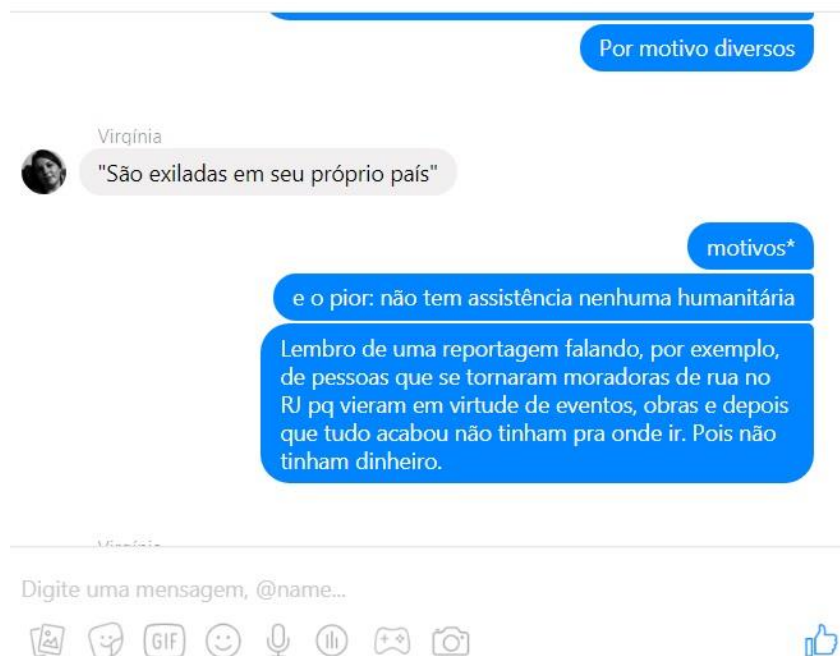 Por motivo diversos
Virgínia
"São exiladas em seu próprio país"
motivos*
e o pior: não tem assistência nenhuma humanitária
Lembro de uma reportagem falando, por exemplo,
de pessoas que se tornaram moradoras de rua no
RJ pq vieram em virtude de eventos, obras e depois
que tudo acabou não tinham pra onde ir. Pois não
tinham dinheiro.
Virgínia
Digite uma mensagem, @name...
GIF